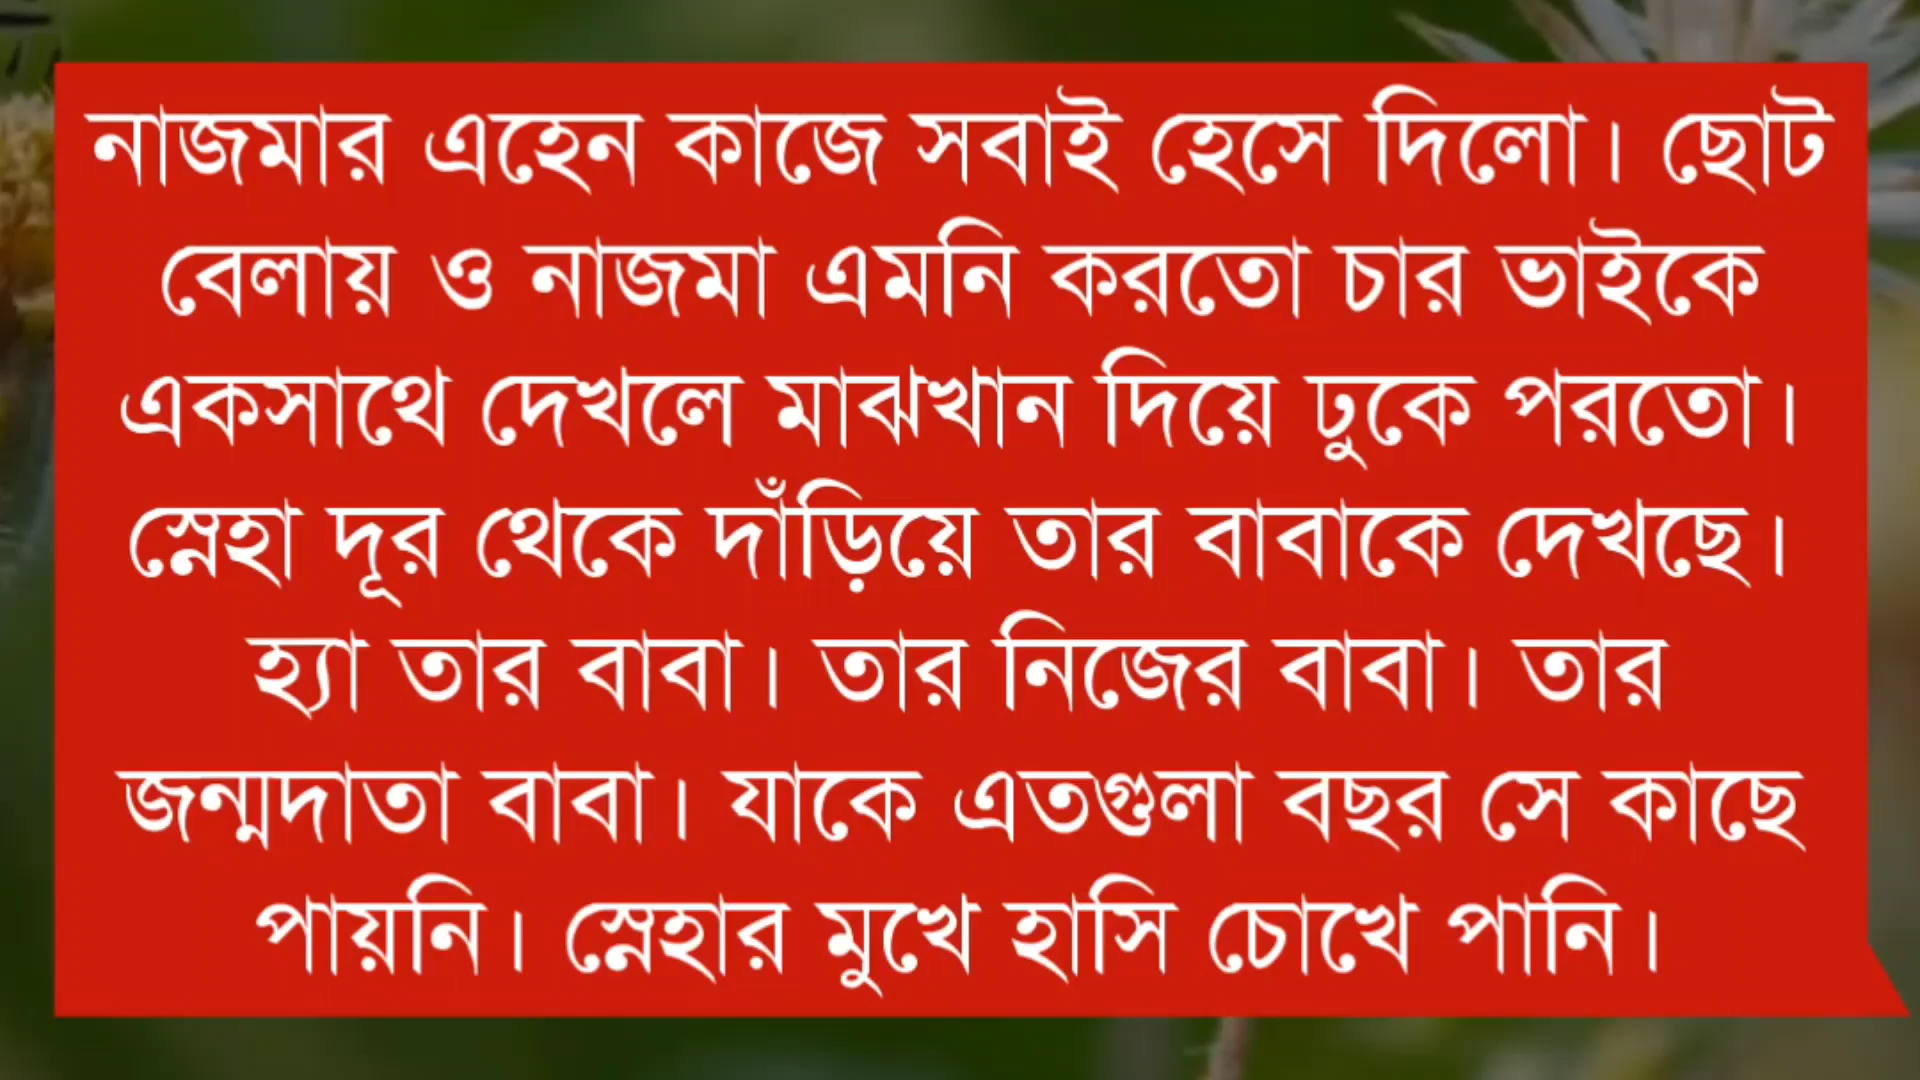 নাজমার এহেন কাজে সবাই হেসে দিলো। ছোট
বেলায় ও নাজমা এমনি করতো চার ভাইকে
একসাথে দেখলে মাঝখান দিয়ে ঢুকে পরতো।
স্নেহা দূর থেকে দাঁড়িয়ে তার বাবাকে দেখছে।
হ্যা তার বাবা। তার নিজের বাবা। তার
জন্মদাতা বাবা। যাকে এতগুলা বছর সে কাছে
পায়নি। স্নেহার মুখে হাসি চোখে পানি।